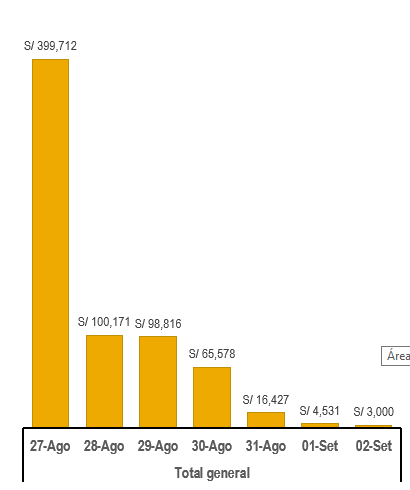 S/ 399,712
S/ 100,171
S/ 98,816
S/ 65,578
S/ 16,427
S/ 4,531
S/ 3,000
Área
27-Ago 28-Ago 29-Ago 30-Ago 31-Ago 01-Set 02-Set
Total general